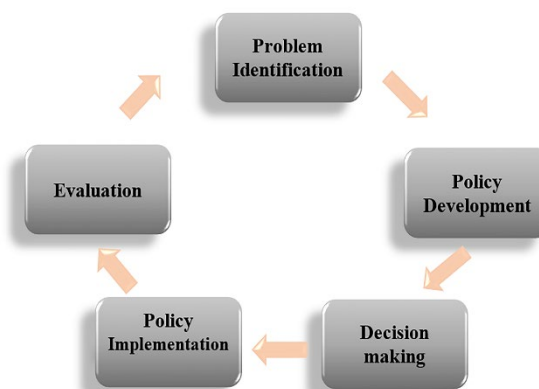 Problem
Identification
Policy
Development
Decision
making
Policy
Implementation
Evaluation